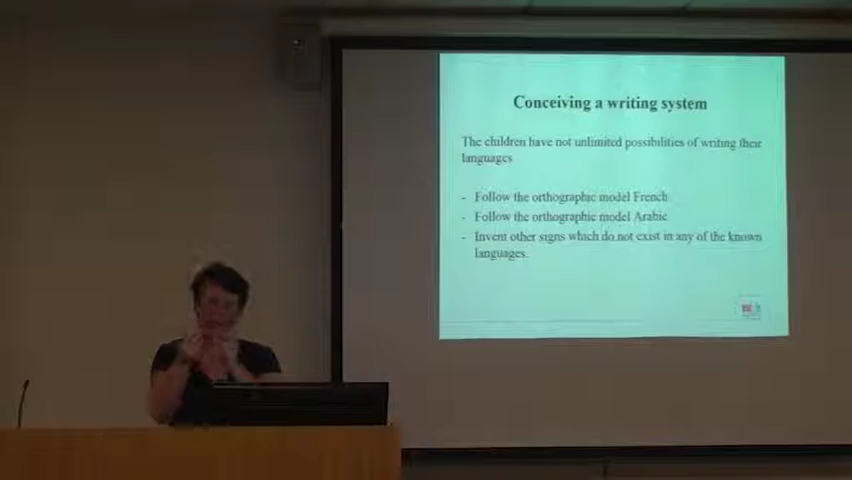 Conceiving a writing system
The children have not unlimited possibilities of writing their
languages
- Follow the orthographic model French
- Follow the orthographic model Arabic
- Invent other signs which do not exist in any of the known
languages.